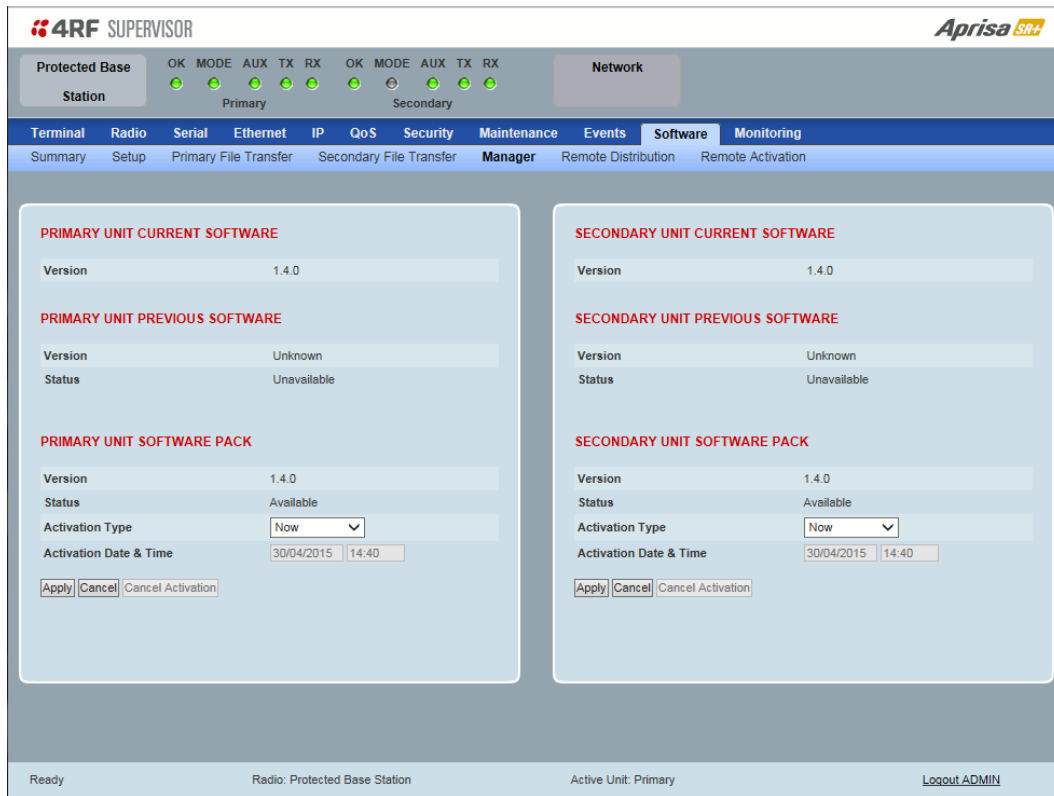 4RF SUPERVISOR
Aprisa SR+
Protected Base Station
OK MODE AUX TX RX
Primary
OK MODE AUX TX RX
Secondary
Network
Terminal Radio Serial Ethernet IP QoS Security Maintenance Events Software Monitoring
Summary Setup Primary File Transfer Secondary File Transfer Manager Remote Distribution Remote Activation
PRIMARY UNIT CURRENT SOFTWARE
Version 1.4.0
PRIMARY UNIT PREVIOUS SOFTWARE
Version Unknown
Status Unavailable
PRIMARY UNIT SOFTWARE PACK
Version 1.4.0
Status Available
Activation Type Now
Activation Date & Time 30/04/2015 14:40
Apply Cancel Cancel Activation
SECONDARY UNIT CURRENT SOFTWARE
Version 1.4.0
SECONDARY UNIT PREVIOUS SOFTWARE
Version Unknown
Status Unavailable
SECONDARY UNIT SOFTWARE PACK
Version 1.4.0
Status Available
Activation Type Now
Activation Date & Time 30/04/2015 14:40
Apply Cancel Cancel Activation
Ready Radio: Protected Base Station Active Unit: Primary Logout ADMIN